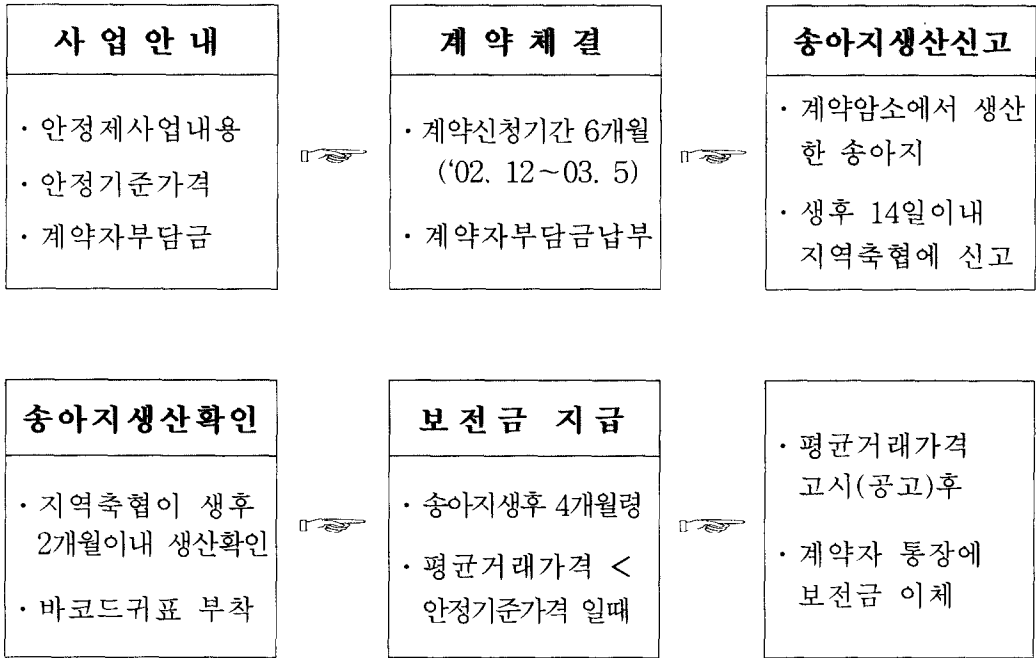 사 업 안 내
· 안정제사업내용
· 안정기준가격
· 계약자부담금
☞
계 약 체 결
· 계약신청기간 6개월
(‘02. 12~03. 5)
· 계약자부담금납부
☞
송아지생산신고
· 계약암소에서 생산
한 송아지
· 생후 14일이내
지역축협에 신고
송아지생산확인
· 지역축협이 생후
2개월이내 생산확인
· 바코드귀표 부착
☞
보 전 금 지 급
· 송아지생후 4개월령
· 평균거래가격 <
안정기준가격 일때
☞
· 평균거래가격
고시(공고)후
· 계약자 통장에
보전금 이체